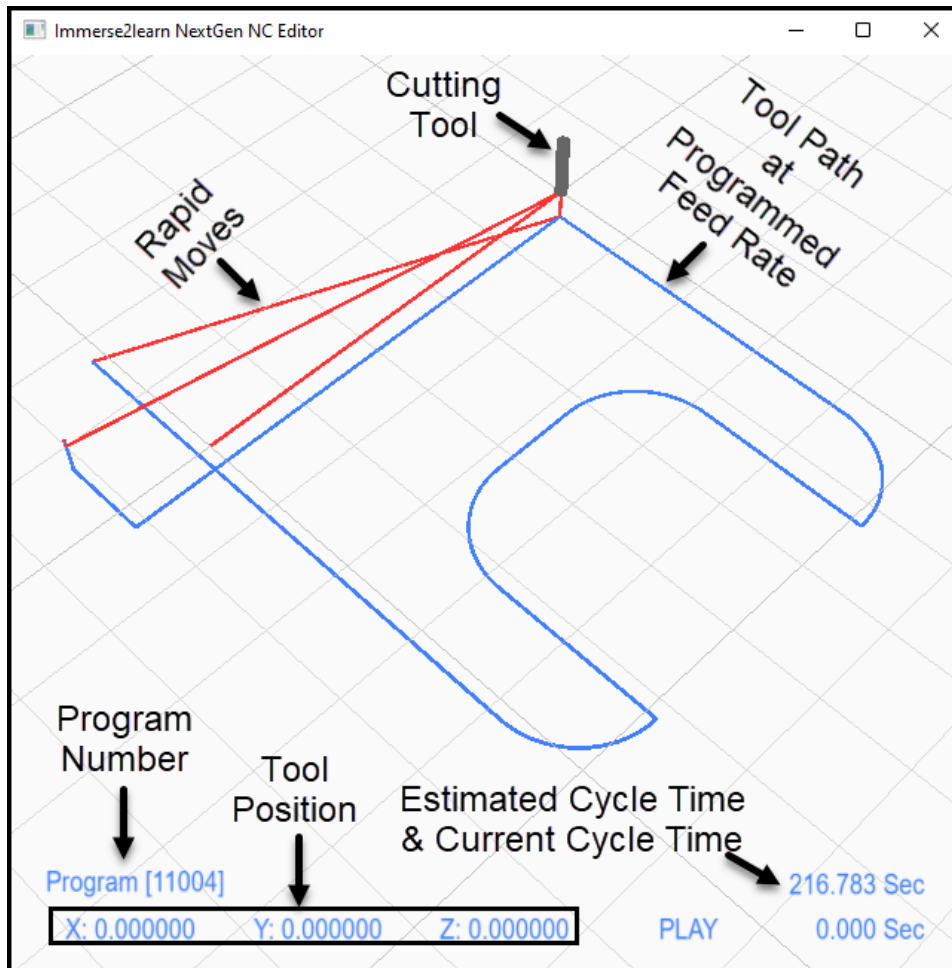 Immerse2learn NextGen NC Editor
Cutting
Tool
Tool Path
at
Programmed
Feed Rate
Rapid
Moves
Program
Number
Tool
Position
Estimated Cycle Time
& Current Cycle Time
Program [11004]
216.783 Sec
X: 0.000000 Y: 0.000000 Z: 0.000000 PLAY 0.000 Sec